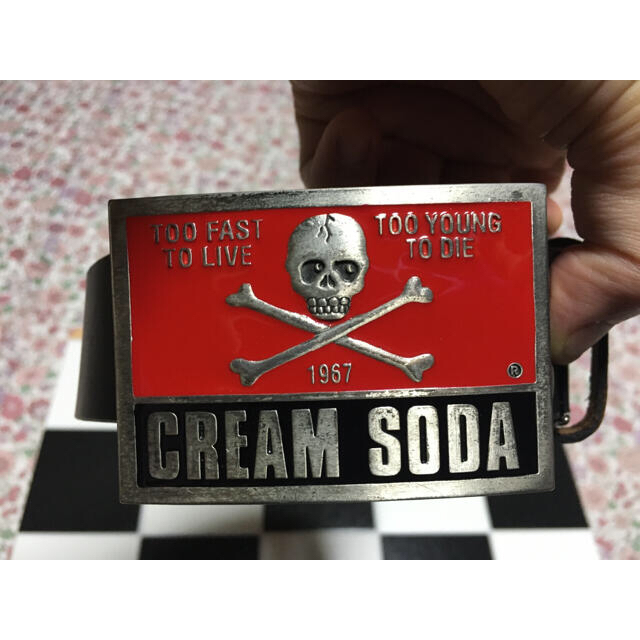 TOO FAST
TO LIVE
TOO YOUNG
TO DIE
1967
®
CREAM SODA